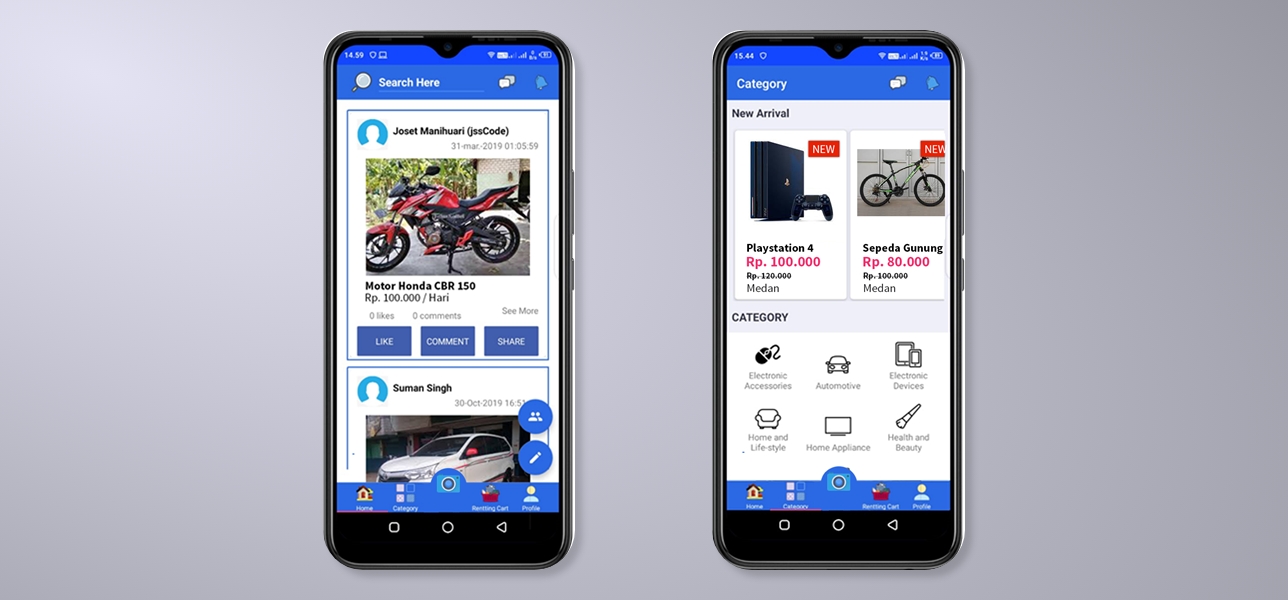 14.59
Search Here
Joset Manihuari (jssCode)
31-mar.-2019 01:05:59
Motor Honda CBR 150
Rp. 100.000 / Hari
See More
0 likes 0 comments
LIKE COMMENT SHARE
Suman Singh
30-Oct-2019 16:51
Home Category Rentting Cart Profile
15.44
Category
New Arrival
NEW NEW
Playstation 4 Sepeda Gunung
Rp. 100.000 Rp. 80.000
Rp. 120.000 Rp. 100.000
Medan Medan
CATEGORY
Electronic Accessories Automotive Electronic Devices
Home and Life-style Home Appliance Health and Beauty
Home Category Rentting Cart Profile